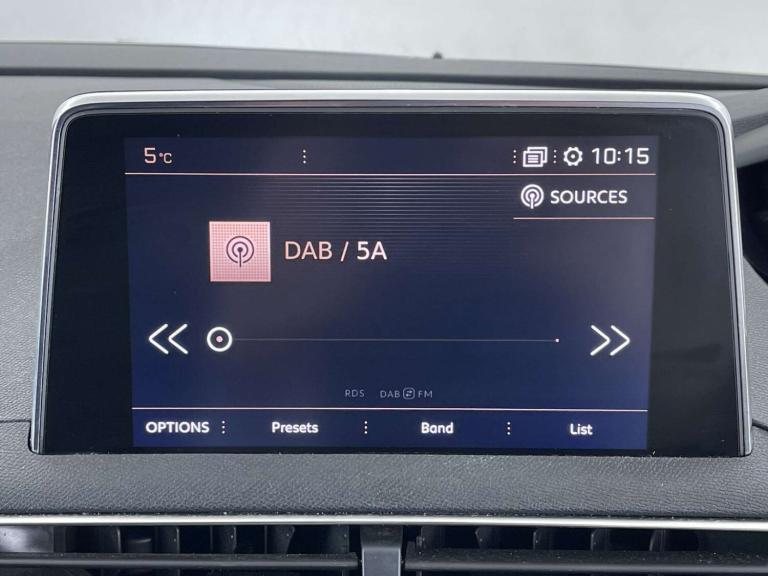 5°C 10:15
SOURCES
DAB / 5A
RDS DAB FM
OPTIONS Presets Band List